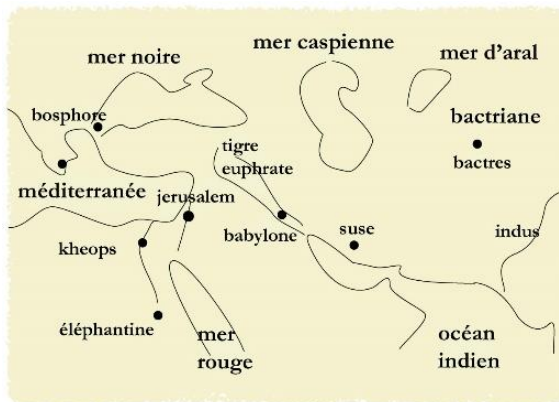 mer noire
mer caspienne
mer d'aral
bosphore
bactriane
tigre
euphrate
bactres
méditerranée
jerusalem
kheops
babylone
suse
indus
éléphantine
mer
rouge
océan
indien